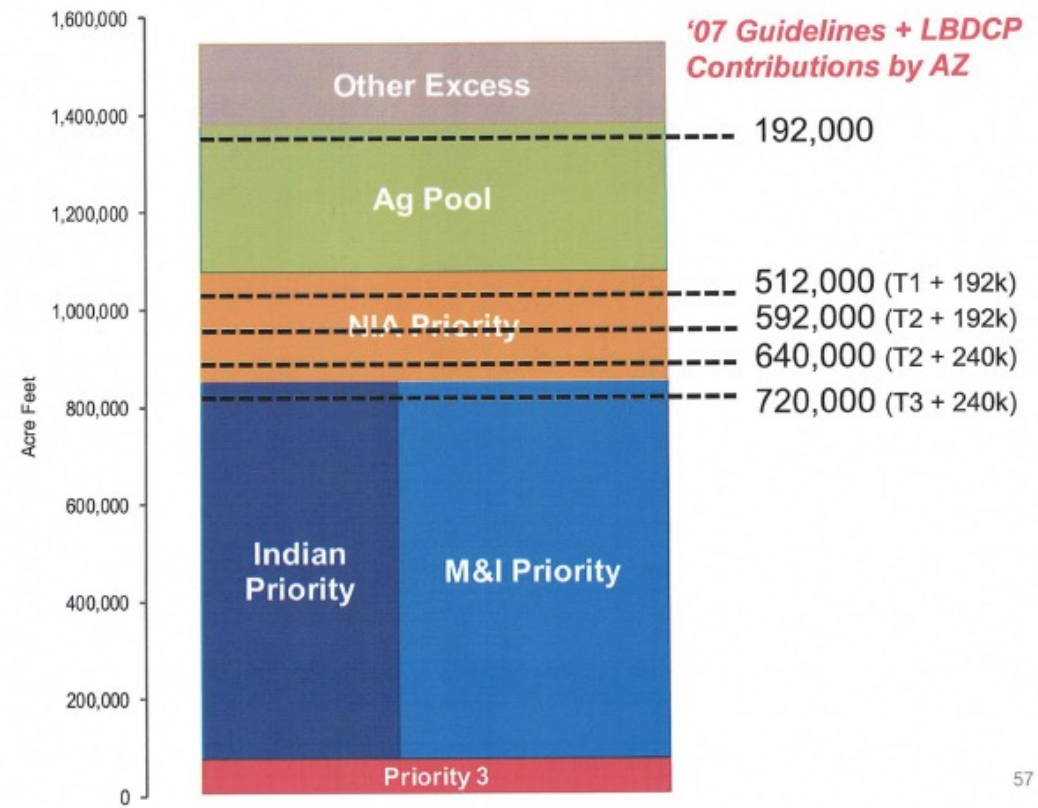 '07 Guidelines + LBDCP
Contributions by AZ
1,600,000
1,400,000
1,200,000
1,000,000
800,000
600,000
400,000
200,000
0
Acre Feet
Other Excess
192,000
Ag Pool
512,000 (T1 + 192k)
NIA Priority
592,000 (T2 + 192k)
640,000 (T2 + 240k)
720,000 (T3 + 240k)
Indian
Priority
M&I Priority
Priority 3
57